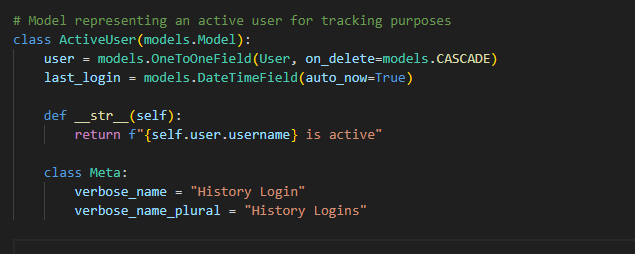 # Model representing an active user for tracking purposes
class ActiveUser(models.Model):
    user = models.OneToOneField(User, on_delete=models.CASCADE)
    last_login = models.DateTimeField(auto_now=True)

    def __str__(self):
        return f"{self.user.username} is active"

    class Meta:
        verbose_name = "History Login"
        verbose_name_plural = "History Logins"